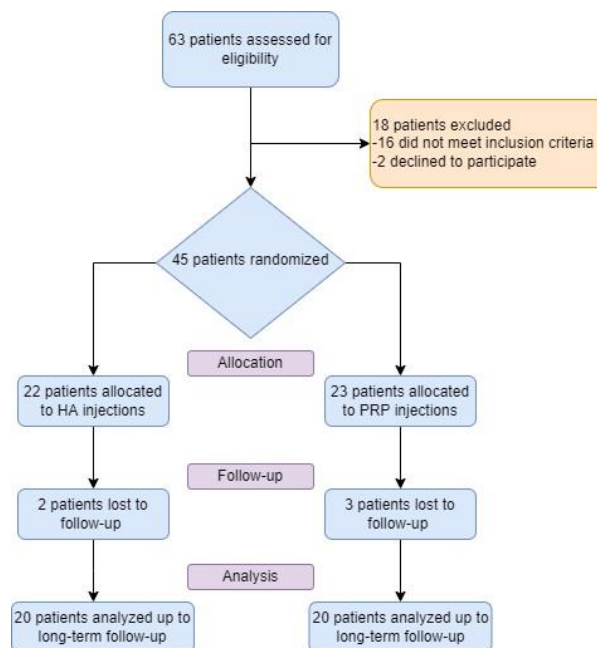 63 patients assessed for
eligibility
18 patients excluded
-16 did not meet inclusion criteria
-2 declined to participate
45 patients randomized
Allocation
22 patients allocated
to HA injections
23 patients allocated
to PRP injections
Follow-up
2 patients lost to
follow-up
3 patients lost to
follow-up
Analysis
20 patients analyzed up to
long-term follow-up
20 patients analyzed up to
long-term follow-up